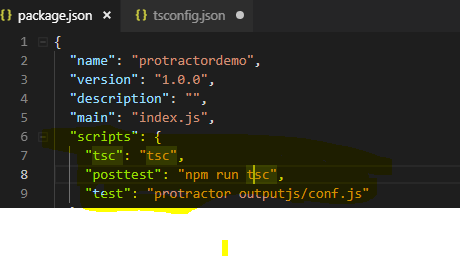 package.json × tsconfig.json
1 {
2 "name": "protractordemo",
3 "version": "1.0.0",
4 "description": "",
5 "main": "index.js",
6 "scripts": {
7 "tsc": "tsc",
8 "posttest": "npm run tsc",
9 "test": "protractor outputjs/conf.js"